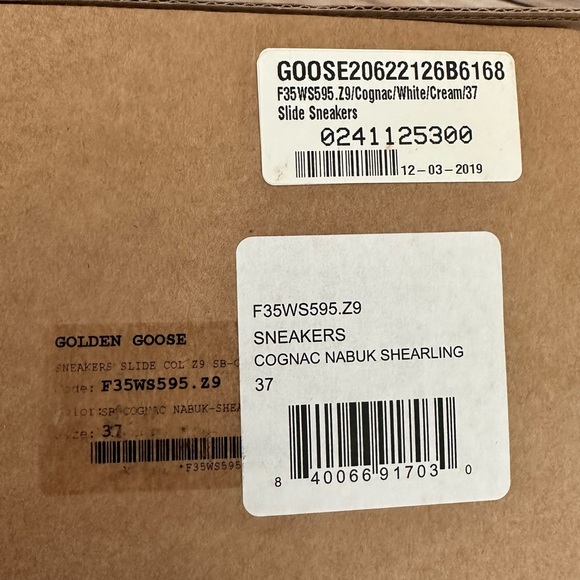 GOOSE20622126B6168
F35WS595.Z9/Cognac/White/Cream/37
Slide Sneakers
0241125300
12-03-2019
F35WS595.Z9
SNEAKERS
COGNAC NABUK SHEARLING
37
8 40066 91703 0
GOLDEN GOOSE
SNEAKERS SLIDE COL Z9 SB-C
F35WS595.Z9
SB-COGNAC NABUK-SHEA
37
*F35WS595